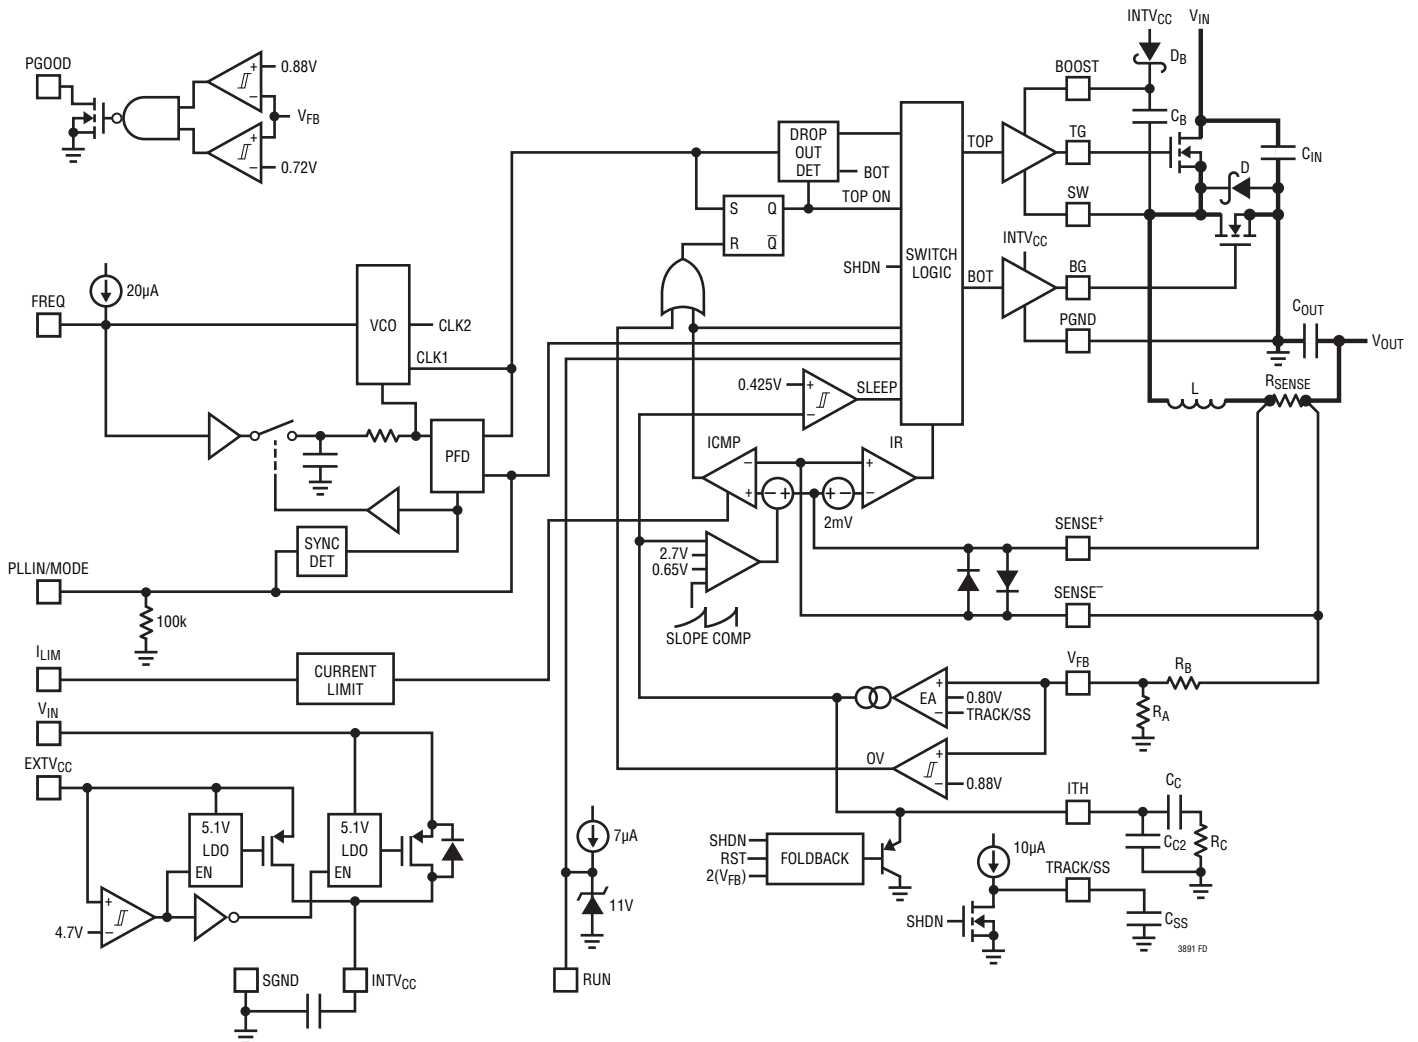 INTVCC
VIN
DB
PGOOD
0.88V
VFB
0.72V
+
−
+
−
BOOST
CB
TG
D
CIN
SW
DROP
OUT
DET
BOT
TOP ON
TOP
S
Q
R
Q̅
SHDN
SWITCH
LOGIC
INTVCC
BOT
BG
PGND
COUT
VOUT
20µA
FREQ
VCO
CLK2
CLK1
0.425V
+
−
SLEEP
L
RSENSE
PFD
ICMP
−
+
− +
+ −
2mV
IR
+
−
SYNC
DET
2.7V
0.65V
SLOPE COMP
SENSE+
SENSE−
PLLIN/MODE
100k
ILIM
CURRENT
LIMIT
VFB
RB
RA
EA
+
−
0.80V
TRACK/SS
VIN
EXTVCC
OV
+
−
0.88V
5.1V
LDO
EN
5.1V
LDO
EN
+
−
4.7V
7µA
11V
SHDN
RST
2(VFB)
FOLDBACK
ITH
CC
CC2
RC
10µA
TRACK/SS
SHDN
CSS
3891 FD
SGND
INTVCC
RUN